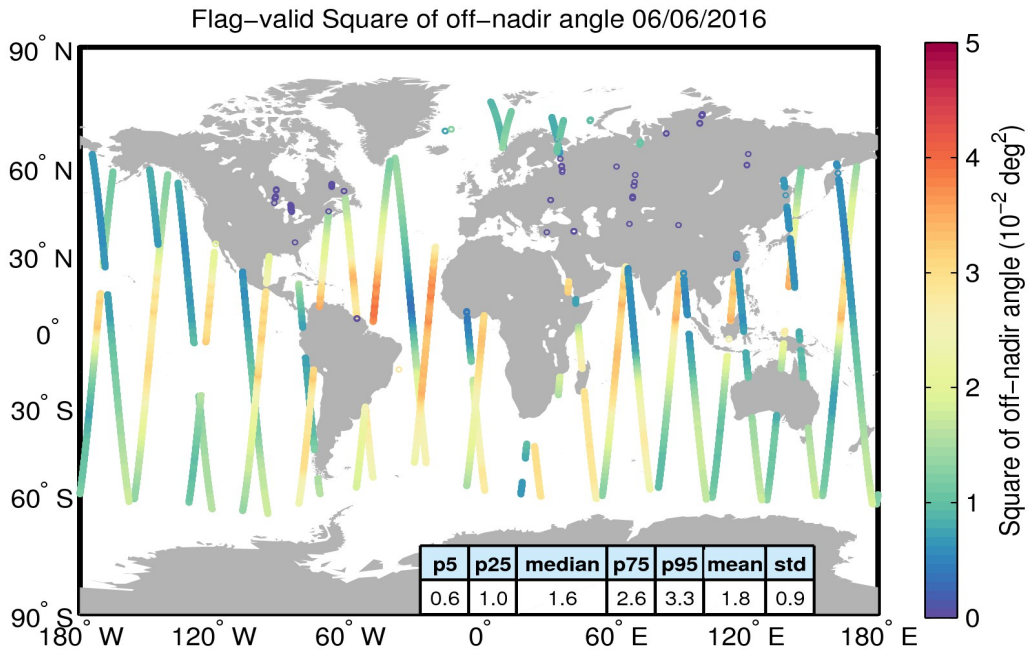 Flag−valid Square of off−nadir angle 06/06/2016
90° N
60° N
30° N
0°
30° S
60° S
90° S
180° W
120° W
60° W
0°
60° E
120° E
180° E
p5 p25 median p75 p95 mean std
0.6 1.0 1.6 2.6 3.3 1.8 0.9
5
4
3
2
1
0
Square of off−nadir angle (10⁻² deg²)